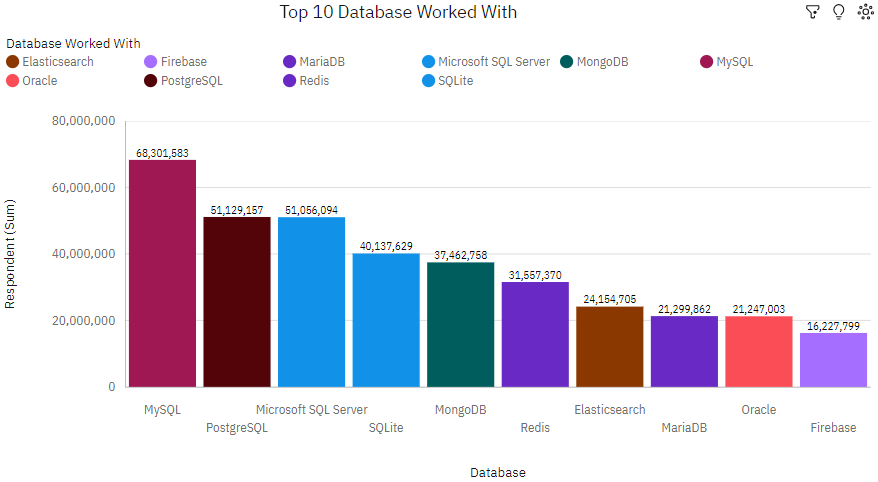 Top 10 Database Worked With
Database Worked With
Elasticsearch Firebase MariaDB Microsoft SQL Server MongoDB MySQL
Oracle PostgreSQL Redis SQLite
Respondent (Sum)
80,000,000
60,000,000
40,000,000
20,000,000
0
68,301,583
51,129,157
51,056,094
40,137,629
37,462,758
31,557,370
24,154,705
21,299,862
21,247,003
16,227,799
MySQL Microsoft SQL Server MongoDB Elasticsearch Oracle
PostgreSQL SQLite Redis MariaDB Firebase
Database